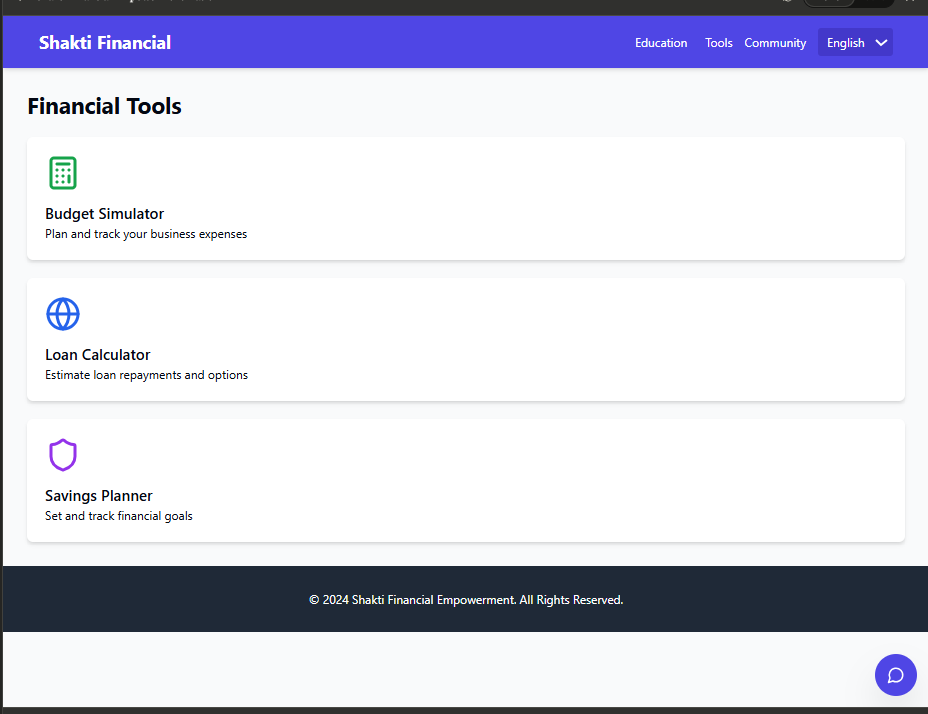 Shakti Financial
Education Tools Community English
Financial Tools
Budget Simulator
Plan and track your business expenses
Loan Calculator
Estimate loan repayments and options
Savings Planner
Set and track financial goals
© 2024 Shakti Financial Empowerment. All Rights Reserved.